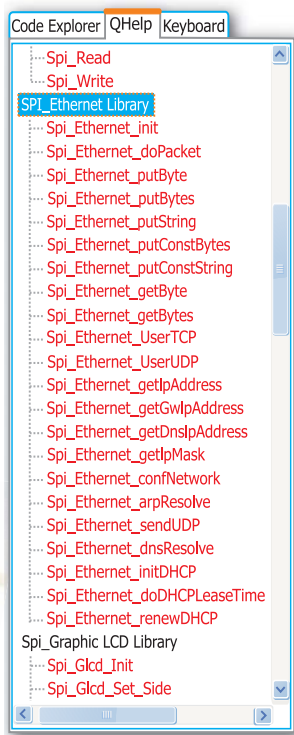 Code Explorer QHelp Keyboard
Spi_Read
Spi_Write
SPI_Ethernet Library
Spi_Ethernet_init
Spi_Ethernet_doPacket
Spi_Ethernet_putByte
Spi_Ethernet_putBytes
Spi_Ethernet_putString
Spi_Ethernet_putConstBytes
Spi_Ethernet_putConstString
Spi_Ethernet_getByte
Spi_Ethernet_getBytes
Spi_Ethernet_UserTCP
Spi_Ethernet_UserUDP
Spi_Ethernet_getIpAddress
Spi_Ethernet_getGwIpAddress
Spi_Ethernet_getDnsIpAddress
Spi_Ethernet_getIpMask
Spi_Ethernet_confNetwork
Spi_Ethernet_arpResolve
Spi_Ethernet_sendUDP
Spi_Ethernet_dnsResolve
Spi_Ethernet_initDHCP
Spi_Ethernet_doDHCPLeaseTime
Spi_Ethernet_renewDHCP
Spi_Graphic LCD Library
Spi_Glcd_Init
Spi_Glcd_Set_Side